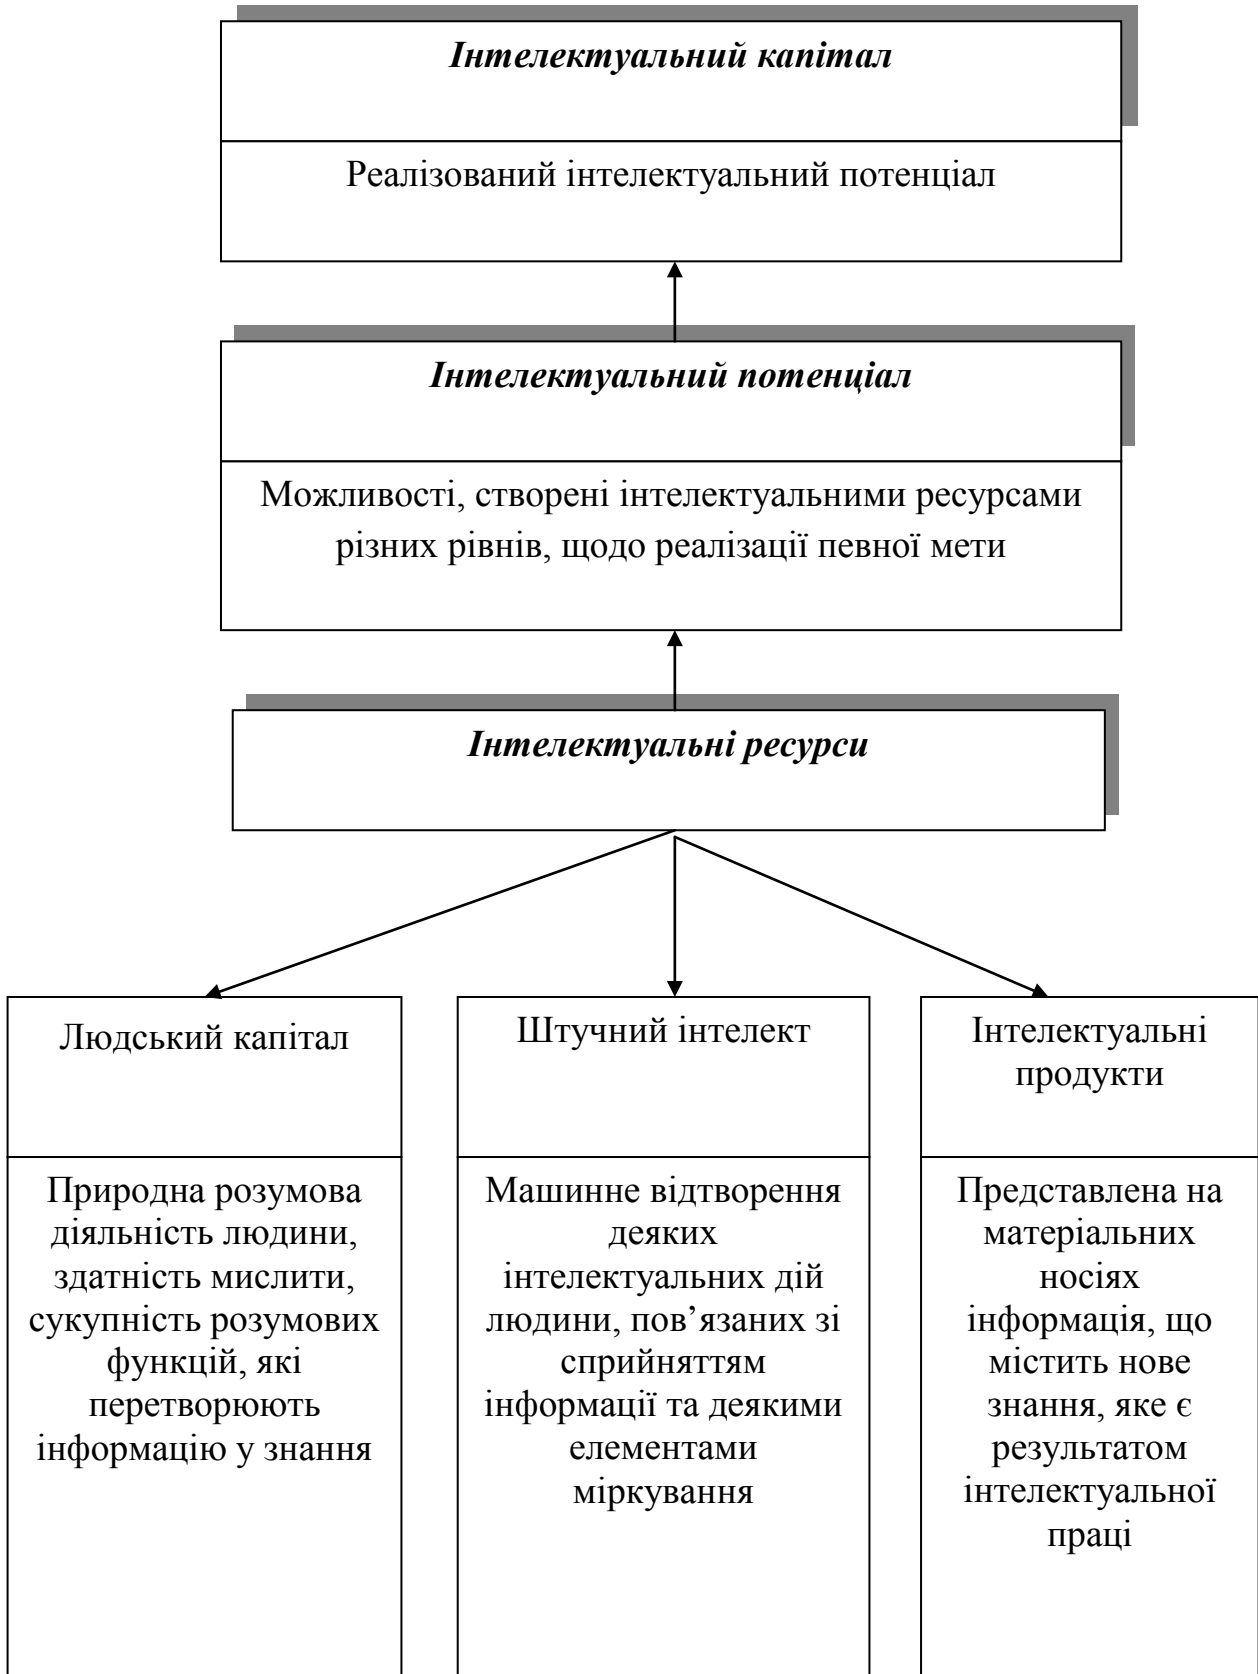 Інтелектуальний капітал
Реалізований інтелектуальний потенціал
Інтелектуальний потенціал
Можливості, створені інтелектуальними ресурсами
різних рівнів, щодо реалізації певної мети
Інтелектуальні ресурси
Людський капітал
Природна розумова
діяльність людини,
здатність мислити,
сукупність розумових
функцій, які
перетворюють
інформацію у знання
Штучний інтелект
Машинне відтворення
деяких
інтелектуальних дій
людини, пов’язаних зі
сприйняттям
інформації та деякими
елементами
міркування
Інтелектуальні
продукти
Представлена на
матеріальних
носіях
інформація, що
містить нове
знання, яке є
результатом
інтелектуальної
праці